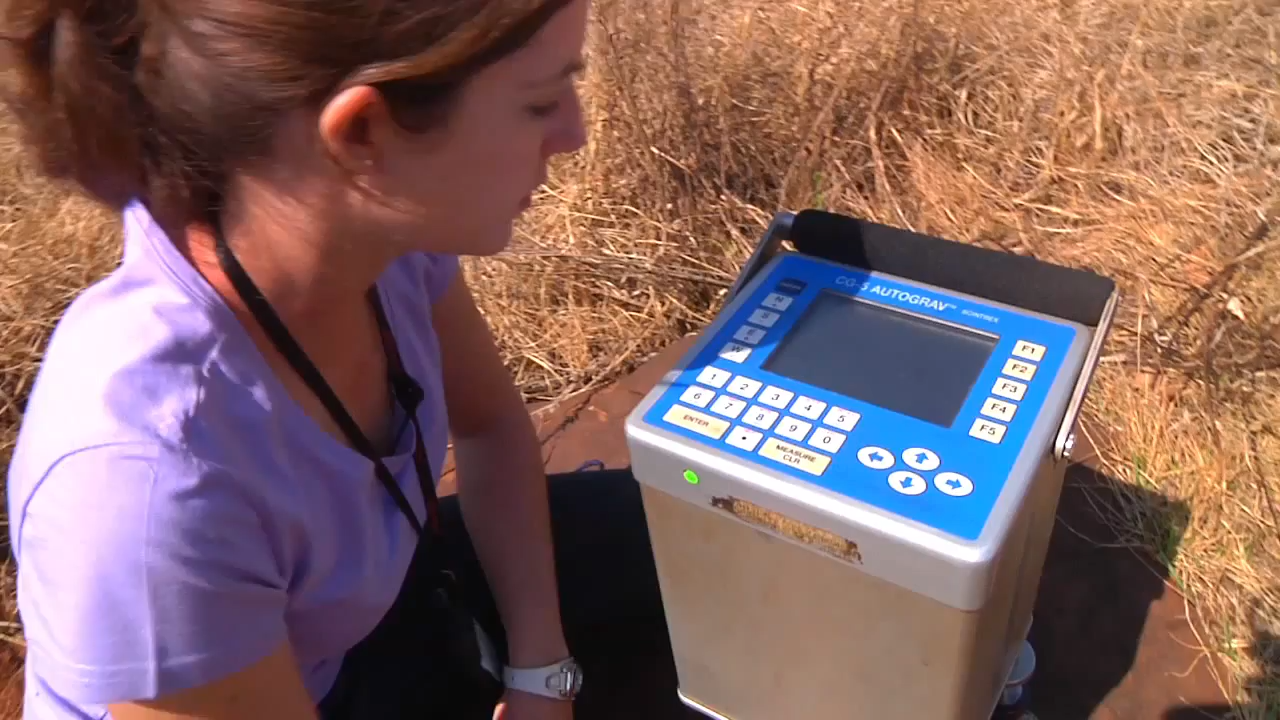 CG-5 AUTOGRAV™ SCINTREX
N
S
E
W
F1
F2
F3
F4
F5
1 2 3 4 5
6 7 8 9 0
ENTER . MEASURE CLR